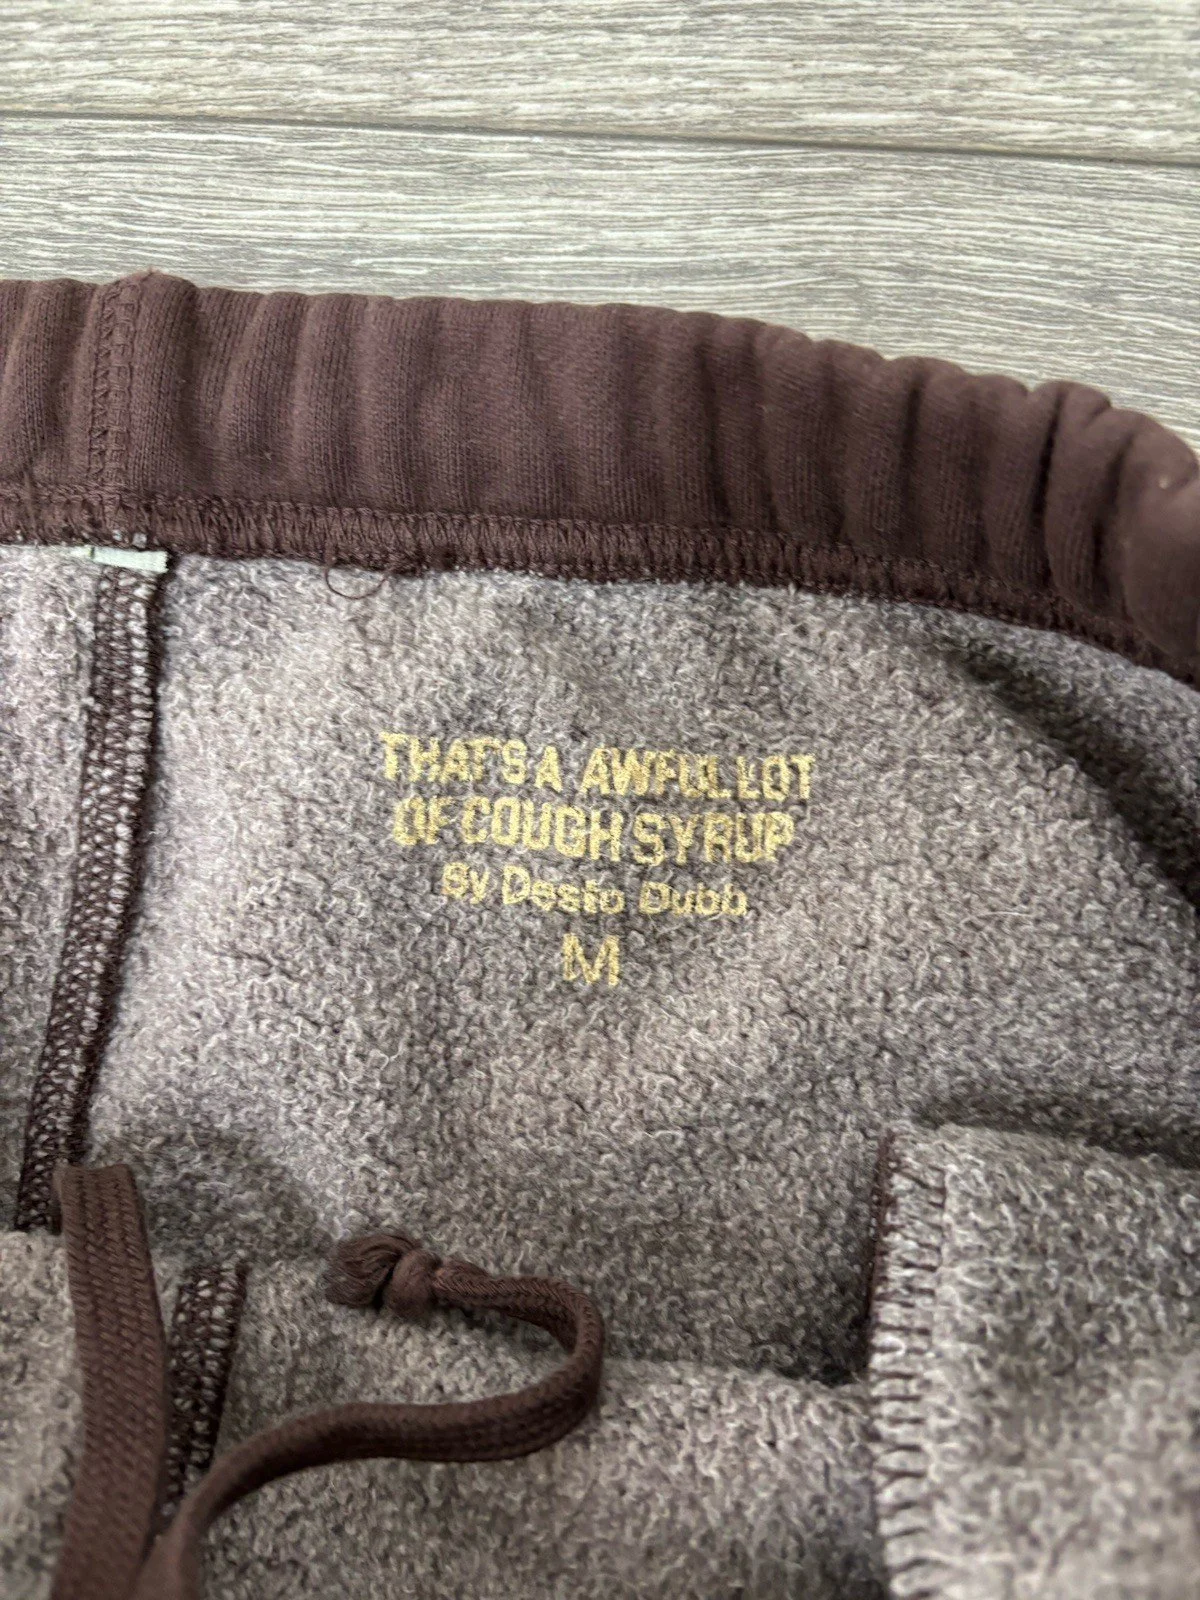 THAT'S A AWFUL LOT
OF COUGH SYRUP
By Desto Dubb
M